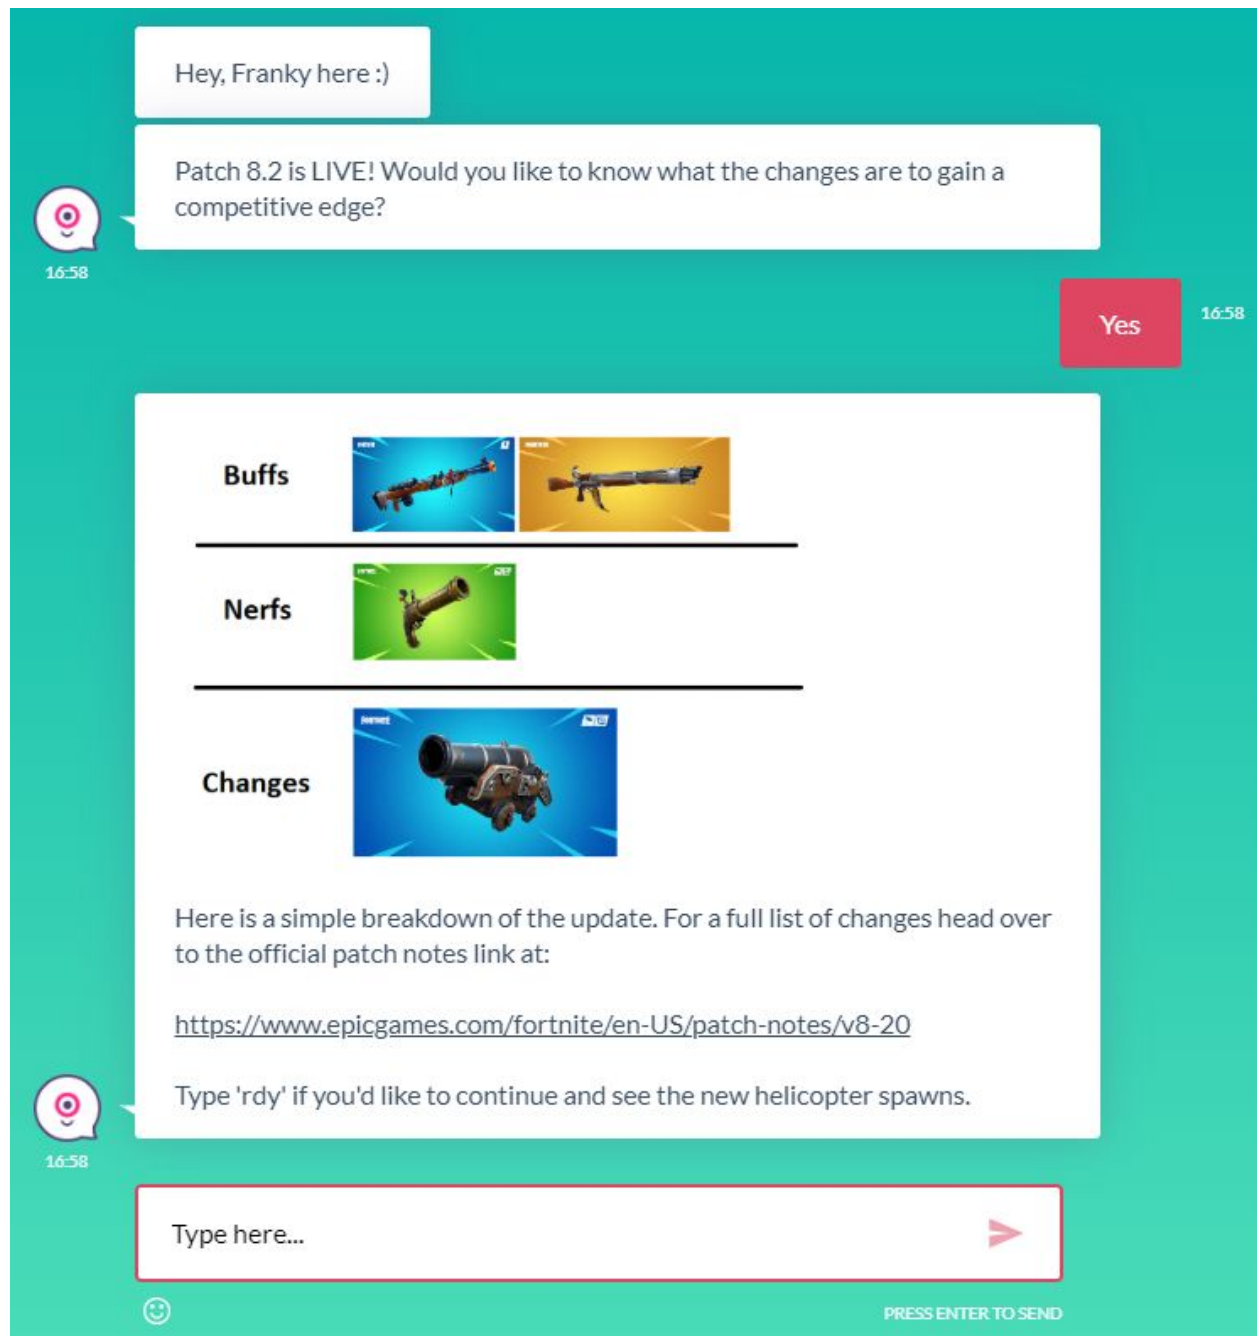 Hey, Franky here :)
Patch 8.2 is LIVE! Would you like to know what the changes are to gain a
competitive edge?
16:58
Yes
16:58
Buffs
Nerfs
Changes
FORTNITE
Here is a simple breakdown of the update. For a full list of changes head over
to the official patch notes link at:
https://www.epicgames.com/fortnite/en-US/patch-notes/v8-20
Type 'rdy' if you'd like to continue and see the new helicopter spawns.
16:58
Type here...
PRESS ENTER TO SEND